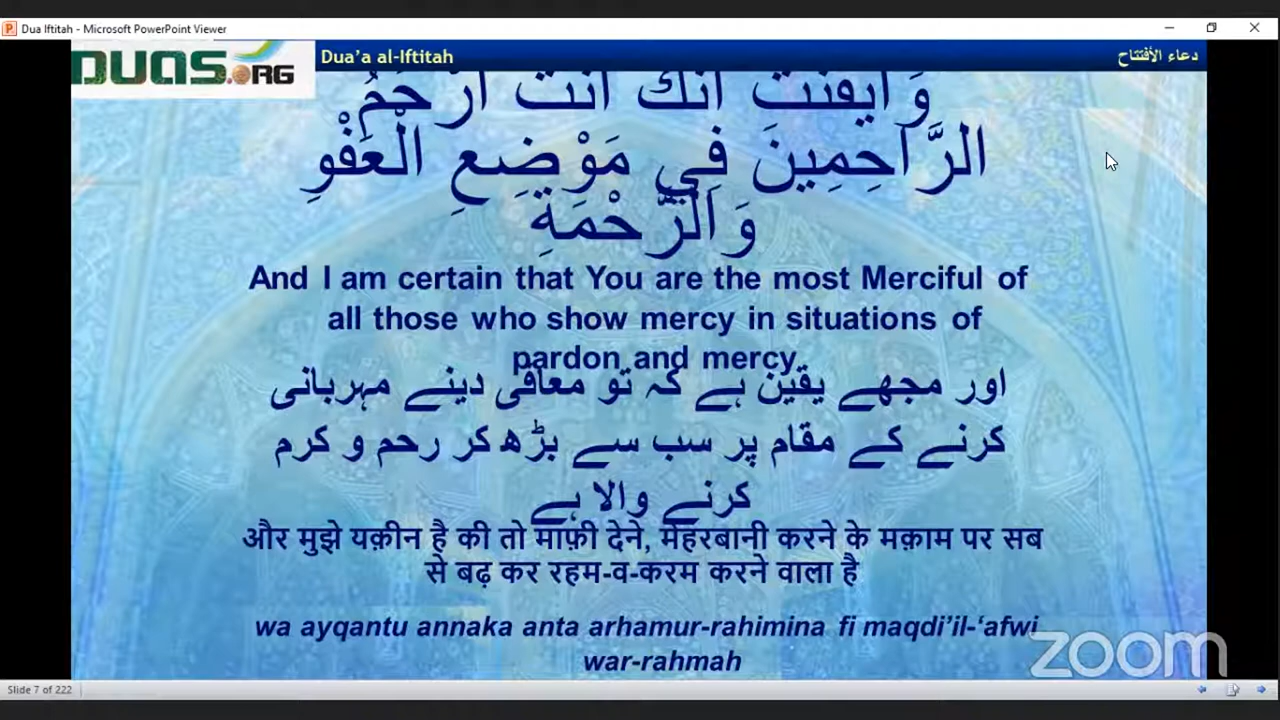 Dua Iftitah - Microsoft PowerPoint Viewer
DUAS.ORG
Dua’a al-Iftitah
دعاء الأفتتاح
وَأَيْقَنْتُ أَنَّكَ أَنْتَ أَرْحَمُ
الرَّاحِمِينَ فِي مَوْضِعِ الْعَفْوِ
وَالرَّحْمَةِ
And I am certain that You are the most Merciful of
all those who show mercy in situations of
pardon and mercy.
اور مجھے یقین ہے کہ تو معافی دینے مہربانی
کرنے کے مقام پر سب سے بڑھ کر رحم و کرم
کرنے والا ہے
और मुझे यक़ीन है की तो माफ़ी देने, मेहरबानी करने के मक़ाम पर सब
से बढ़ कर रहम-व-करम करने वाला है
wa ayqantu annaka anta arhamur-rahimina fi maqdi’il-‘afwi
war-rahmah
zoom
Slide 7 of 222